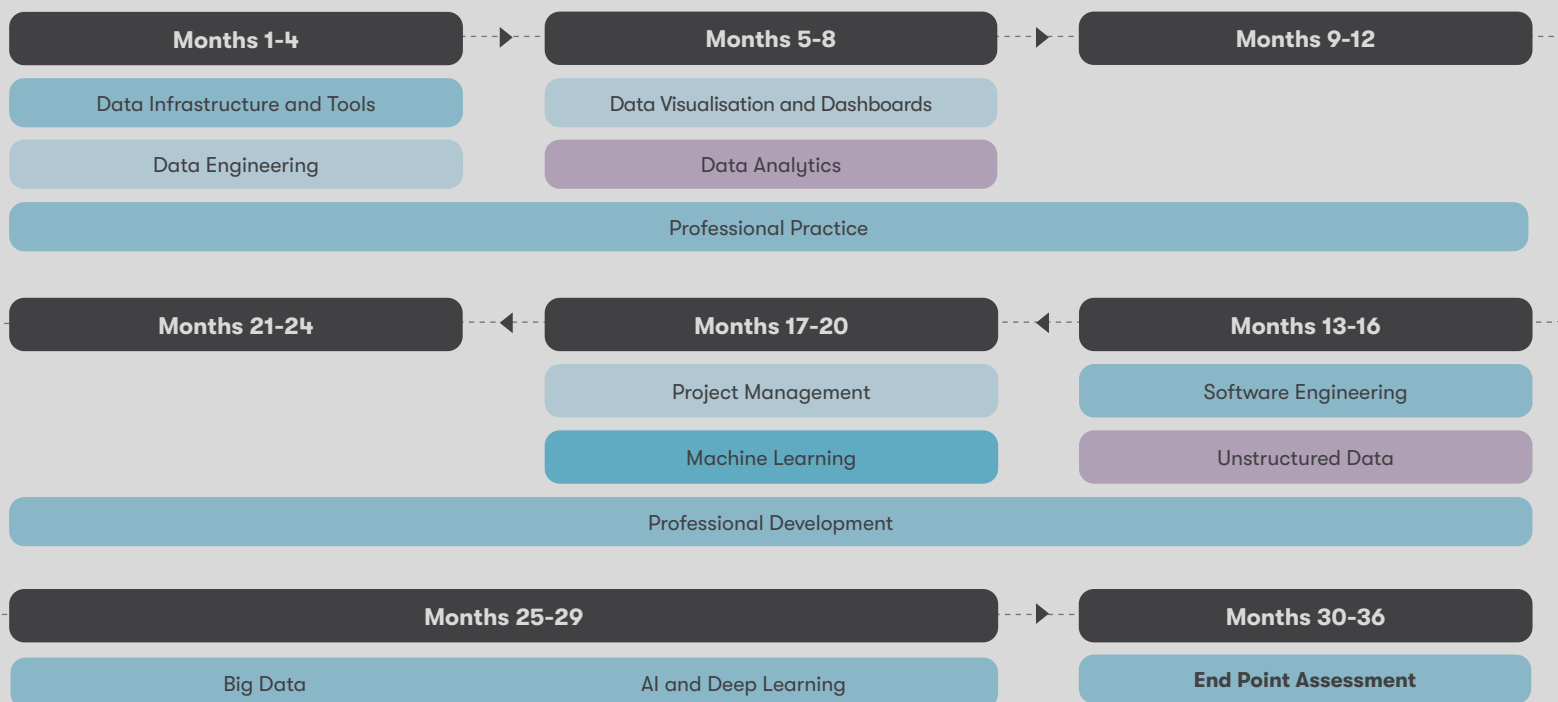 Months 1-4
Months 5-8
Months 9-12
Data Infrastructure and Tools
Data Visualisation and Dashboards
Data Engineering
Data Analytics
Professional Practice
Months 21-24
Months 17-20
Months 13-16
Project Management
Software Engineering
Machine Learning
Unstructured Data
Professional Development
Months 25-29
Months 30-36
Big Data
AI and Deep Learning
End Point Assessment